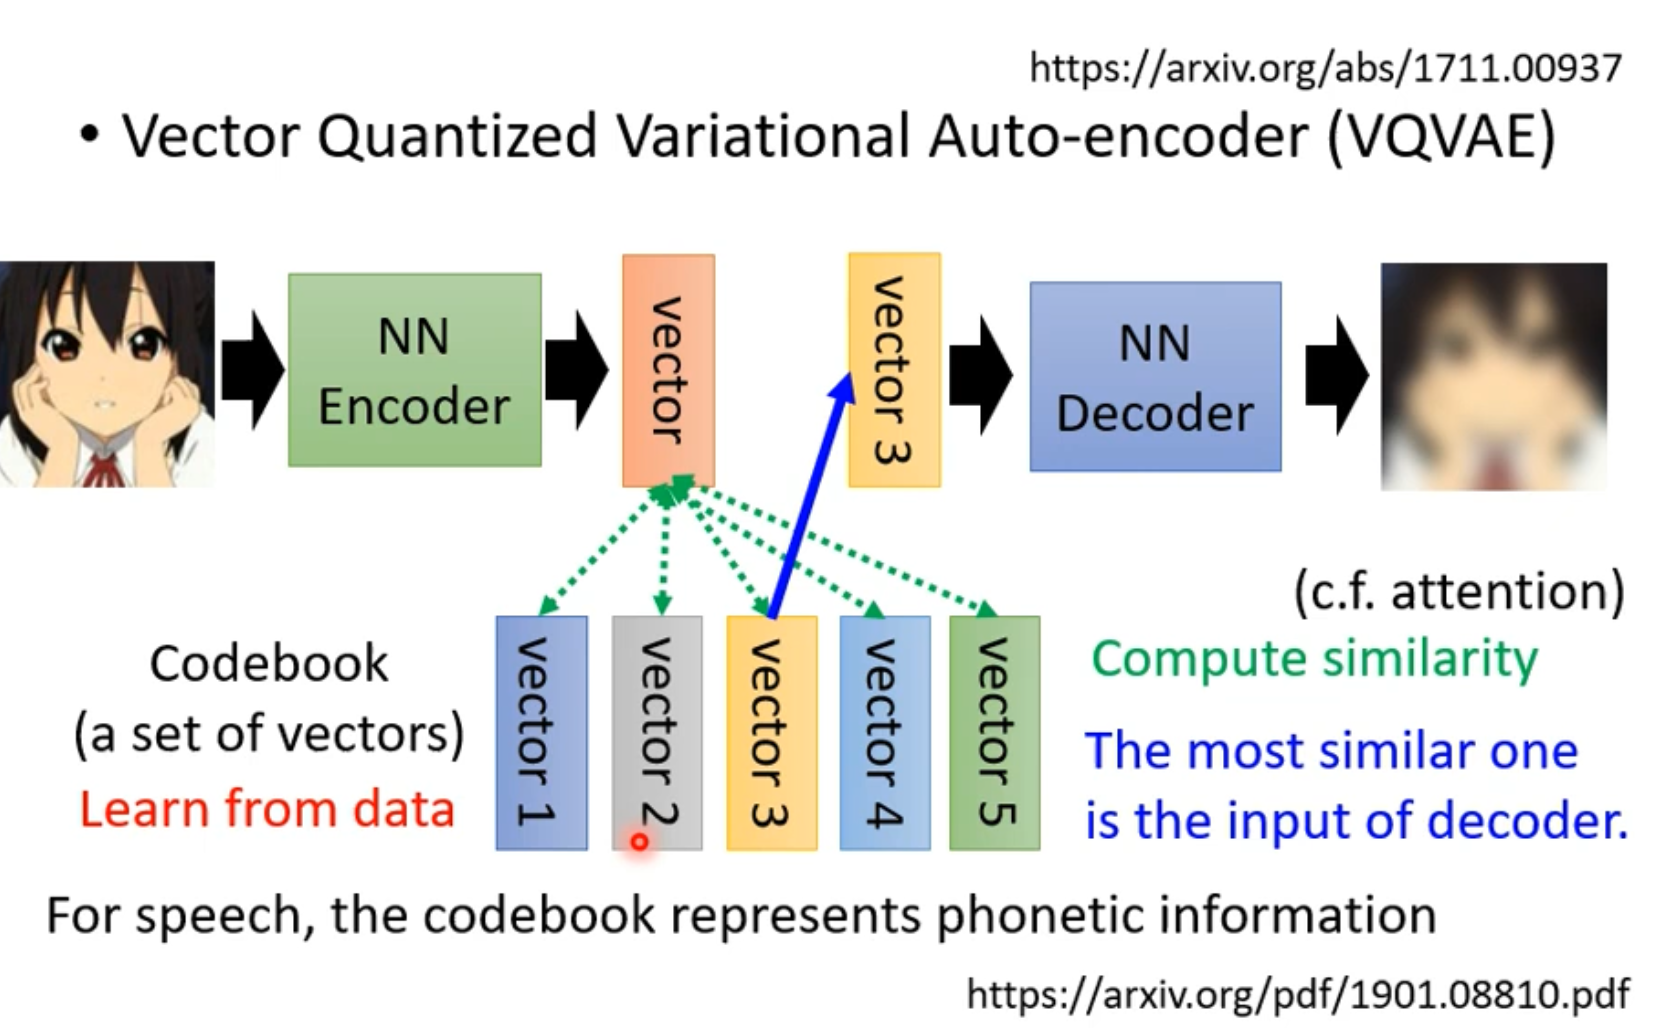 https://arxiv.org/abs/1711.00937
• Vector Quantized Variational Auto-encoder (VQVAE)
NN
Encoder
vector
vector 3
NN
Decoder
(c.f. attention)
Codebook
(a set of vectors)
Learn from data
vector 1
vector 2
vector 3
vector 4
vector 5
Compute similarity
The most similar one
is the input of decoder.
For speech, the codebook represents phonetic information
https://arxiv.org/pdf/1901.08810.pdf